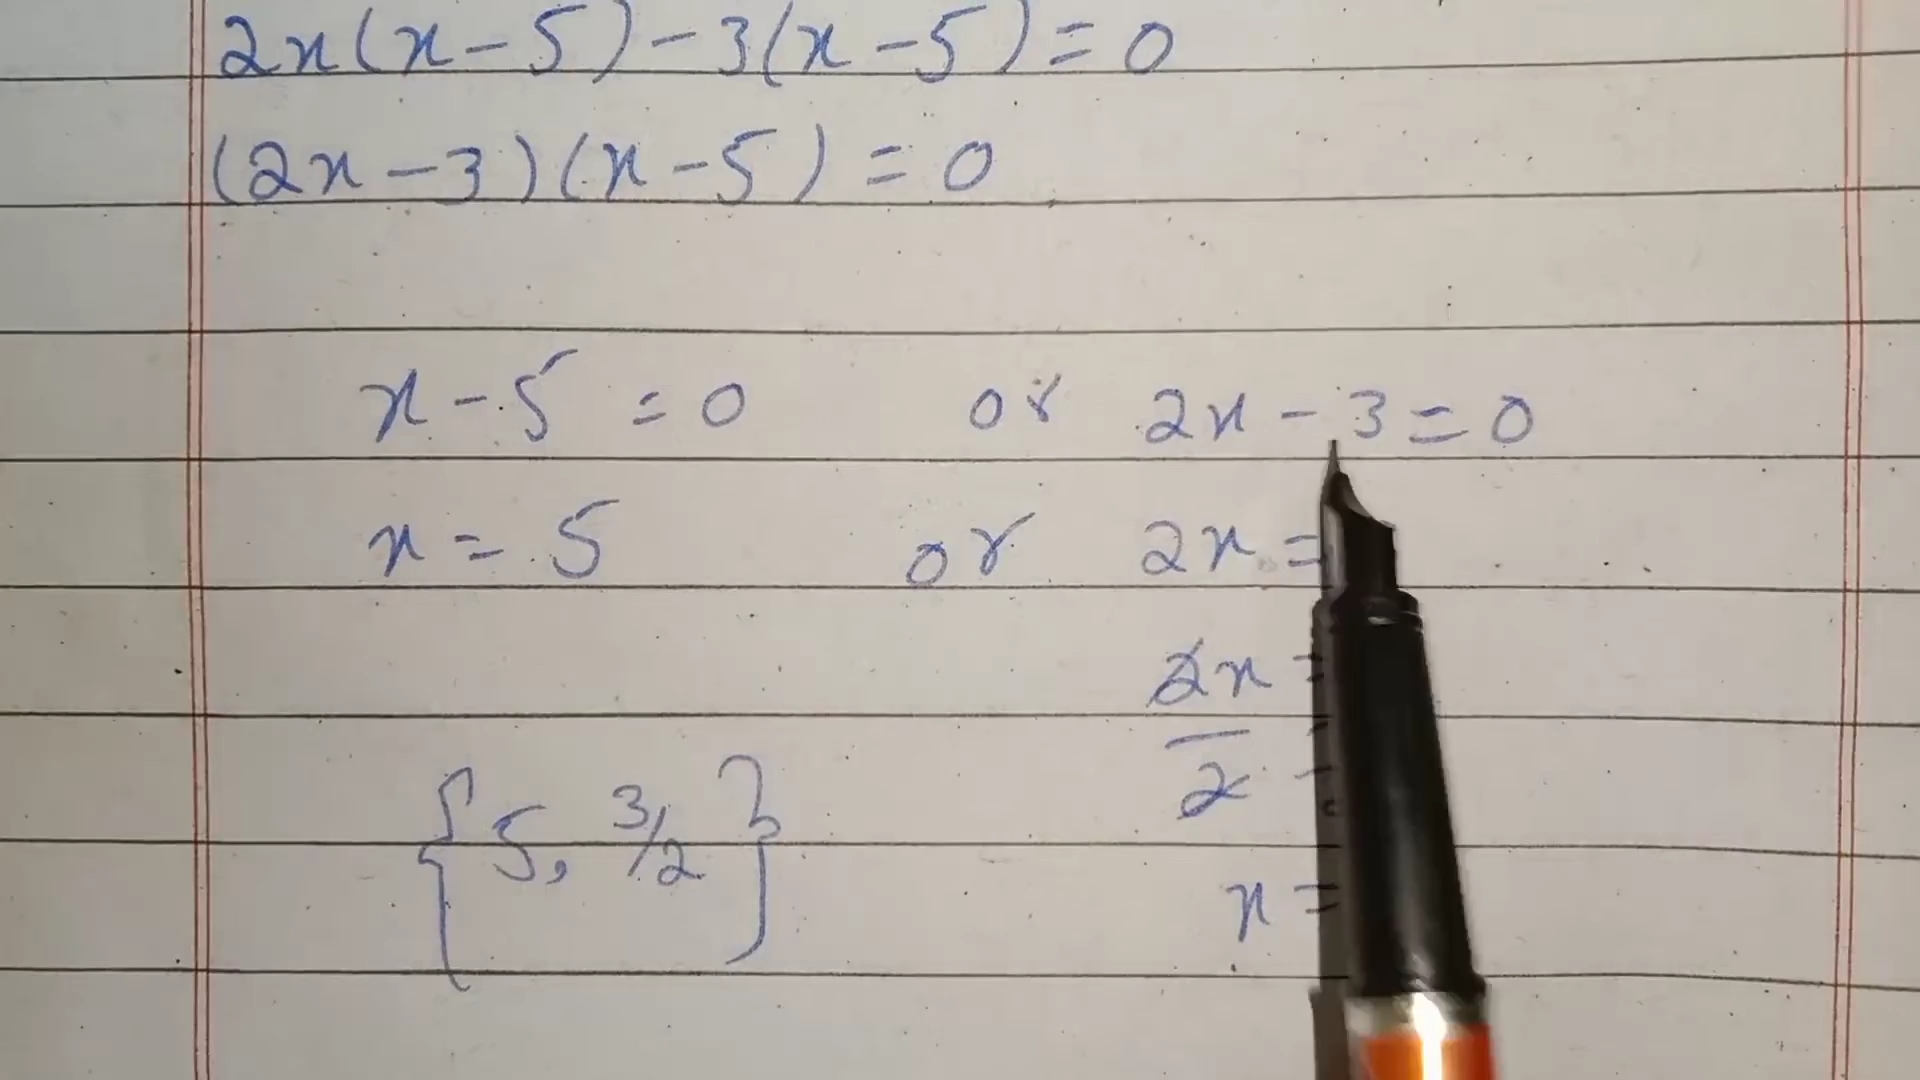 2x(x-5)-3(x-5)=0
(2x-3)(x-5)=0
x-5=0 or 2x-3=0
x=5 or 2x=
2x/2 =
{5, 3/2}
x=